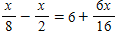 x/8 − x/2 = 6 + 6x/16